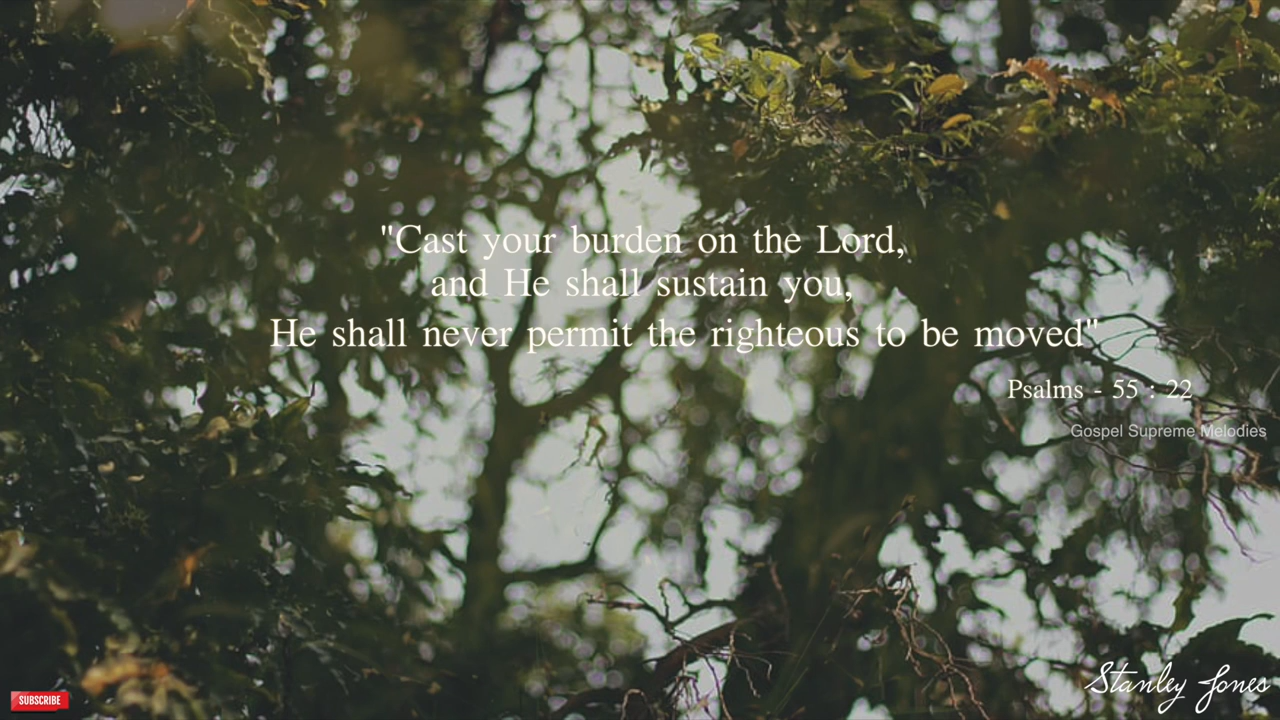 "Cast your burden on the Lord,
and He shall sustain you,
He shall never permit the righteous to be moved"
Psalms - 55 : 22
Gospel Supreme Melodies
SUBSCRIBE
Stanley Jones